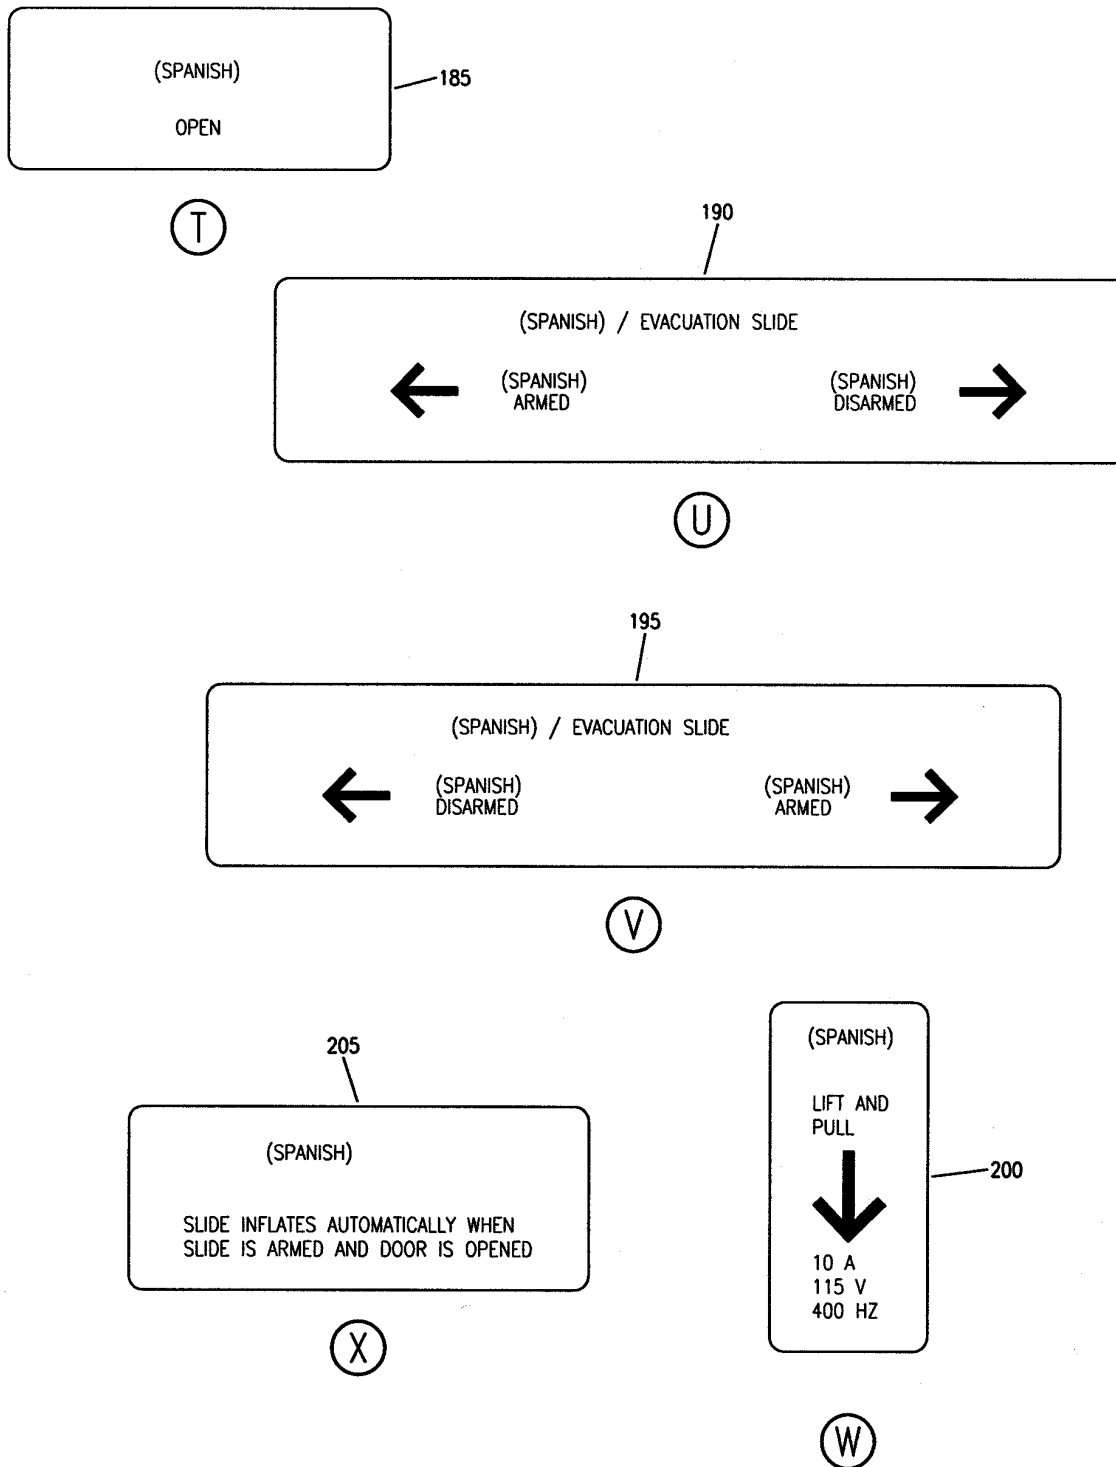 (SPANISH)
OPEN
185
T
190
(SPANISH) / EVACUATION SLIDE
(SPANISH)
ARMED
(SPANISH)
DISARMED
U
195
(SPANISH) / EVACUATION SLIDE
(SPANISH)
DISARMED
(SPANISH)
ARMED
V
205
(SPANISH)
SLIDE INFLATES AUTOMATICALLY WHEN
SLIDE IS ARMED AND DOOR IS OPENED
X
(SPANISH)
LIFT AND
PULL
10 A
115 V
400 HZ
200
W